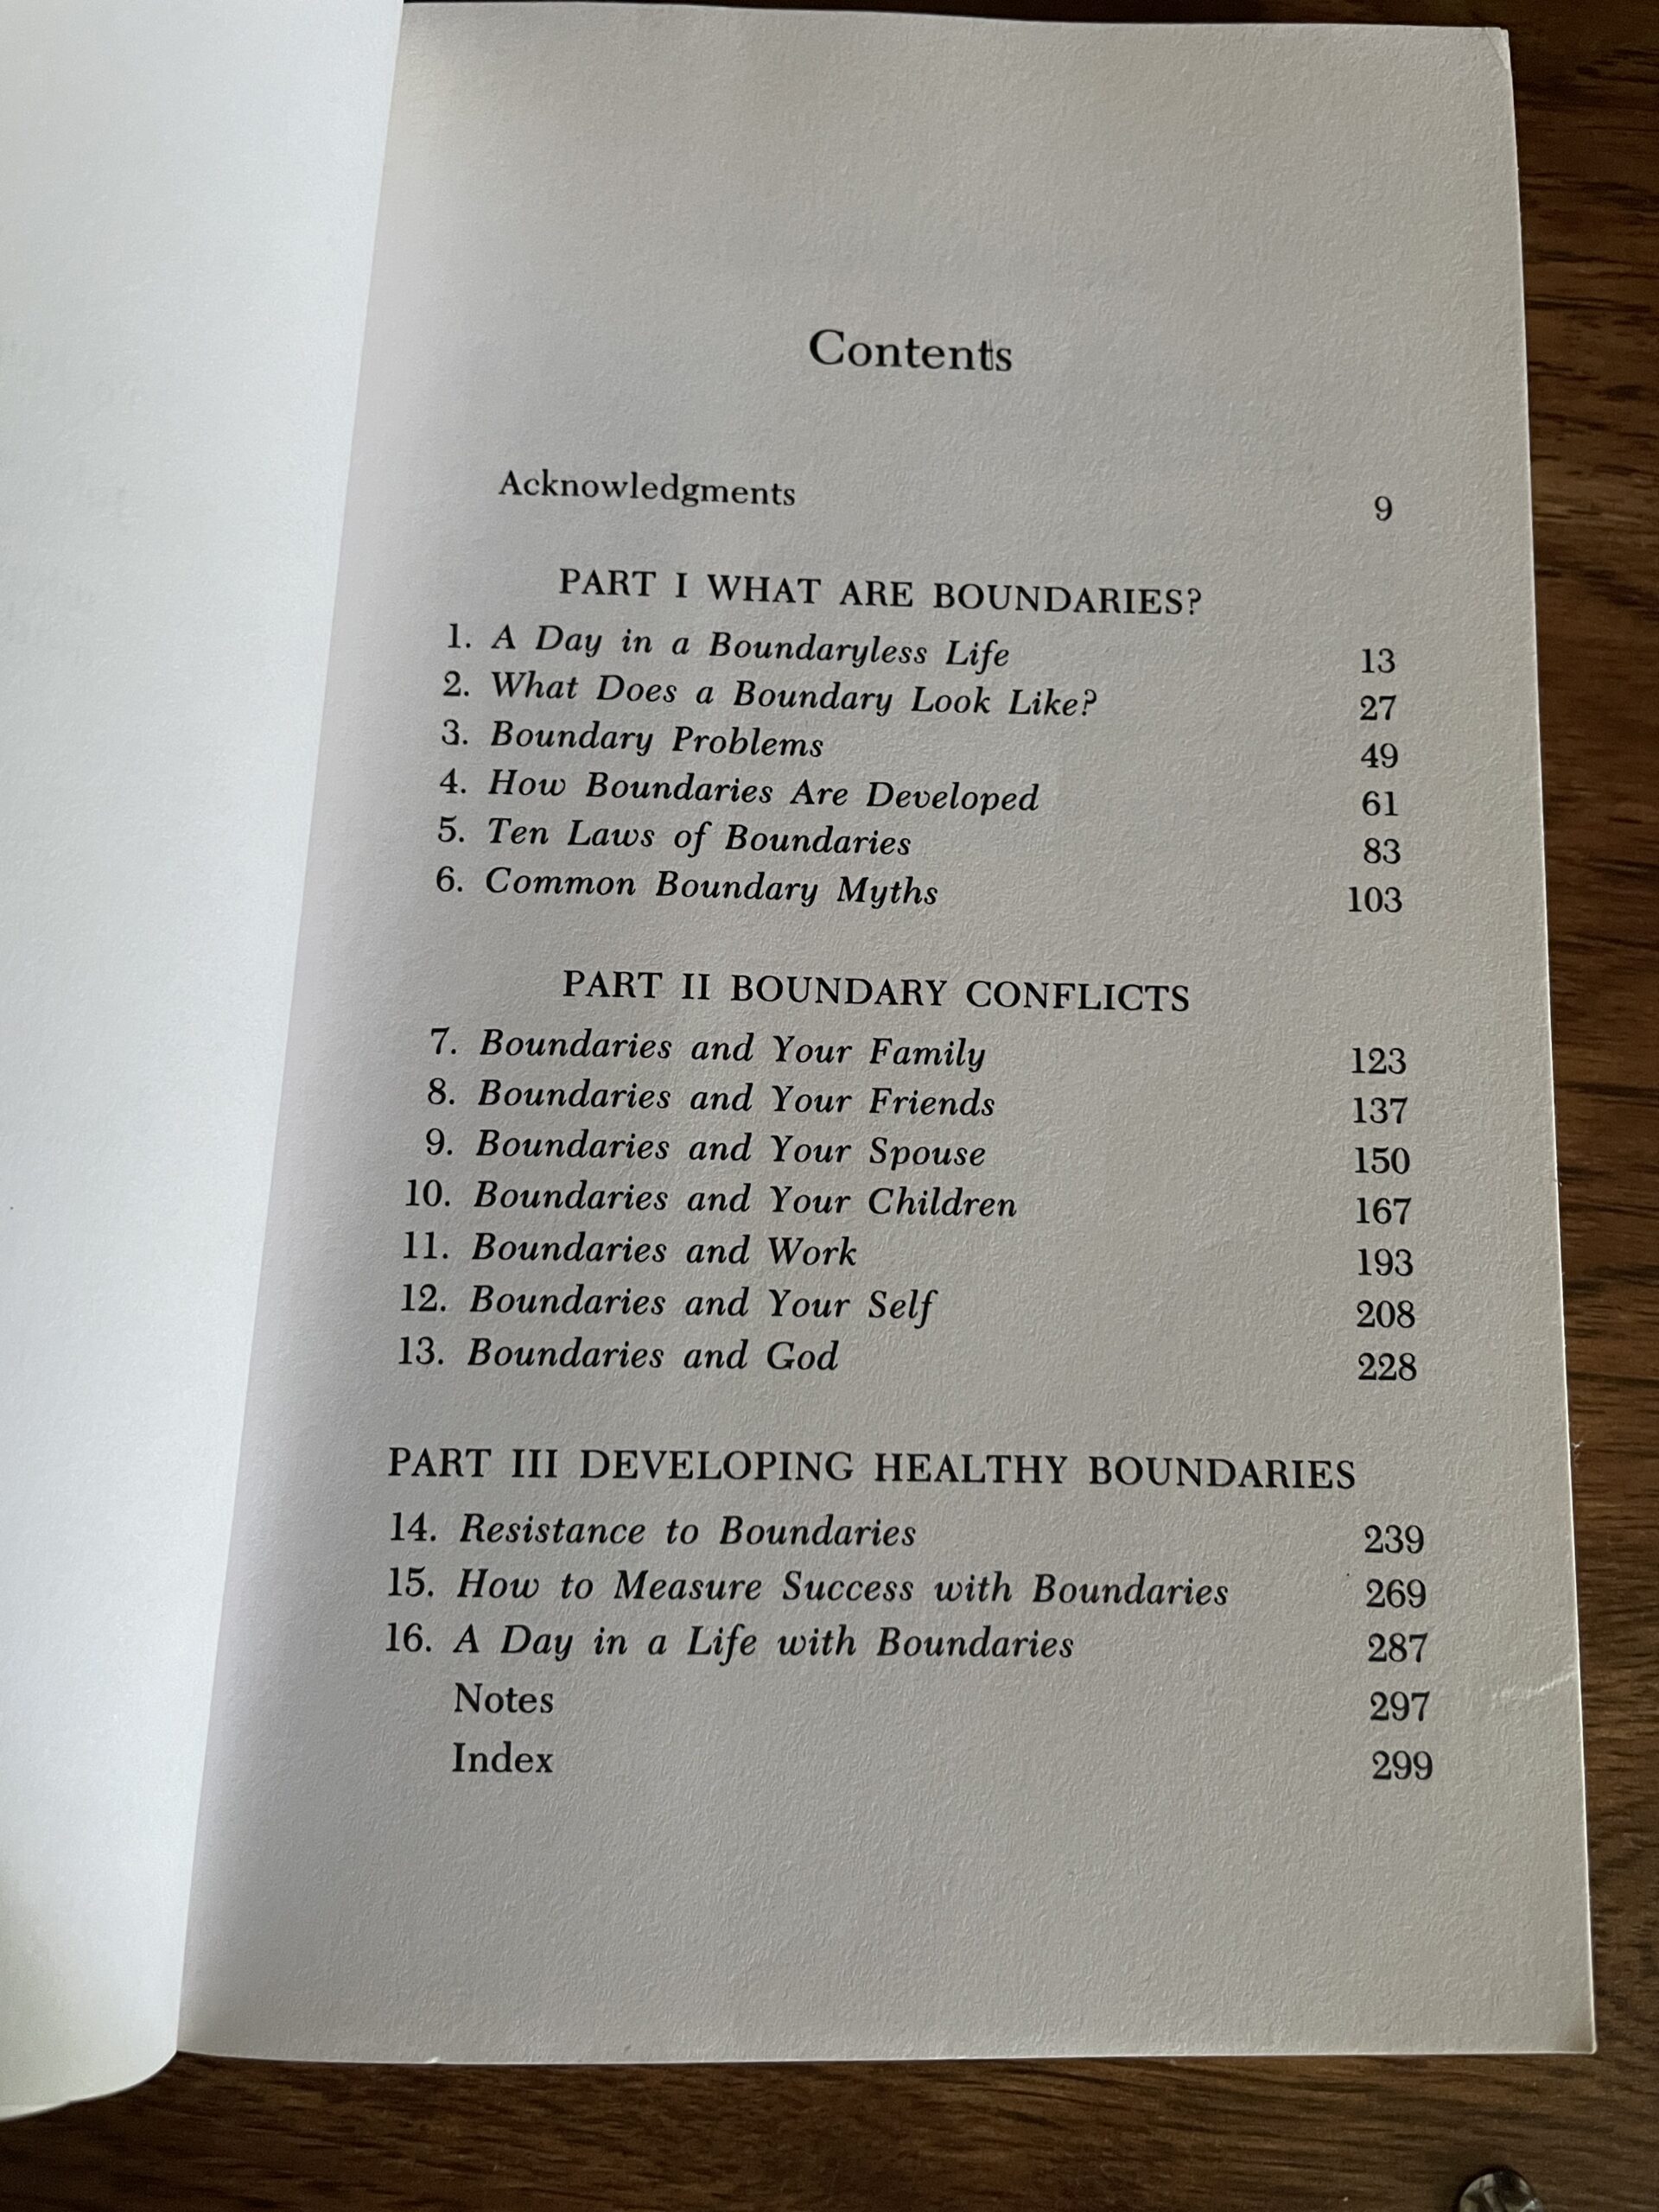 Contents
Acknowledgments 9
PART I WHAT ARE BOUNDARIES?
1. A Day in a Boundaryless Life 13
2. What Does a Boundary Look Like? 27
3. Boundary Problems 49
4. How Boundaries Are Developed 61
5. Ten Laws of Boundaries 83
6. Common Boundary Myths 103
PART II BOUNDARY CONFLICTS
7. Boundaries and Your Family 123
8. Boundaries and Your Friends 137
9. Boundaries and Your Spouse 150
10. Boundaries and Your Children 167
11. Boundaries and Work 193
12. Boundaries and Your Self 208
13. Boundaries and God 228
PART III DEVELOPING HEALTHY BOUNDARIES
14. Resistance to Boundaries 239
15. How to Measure Success with Boundaries 269
16. A Day in a Life with Boundaries 287
Notes 297
Index 299